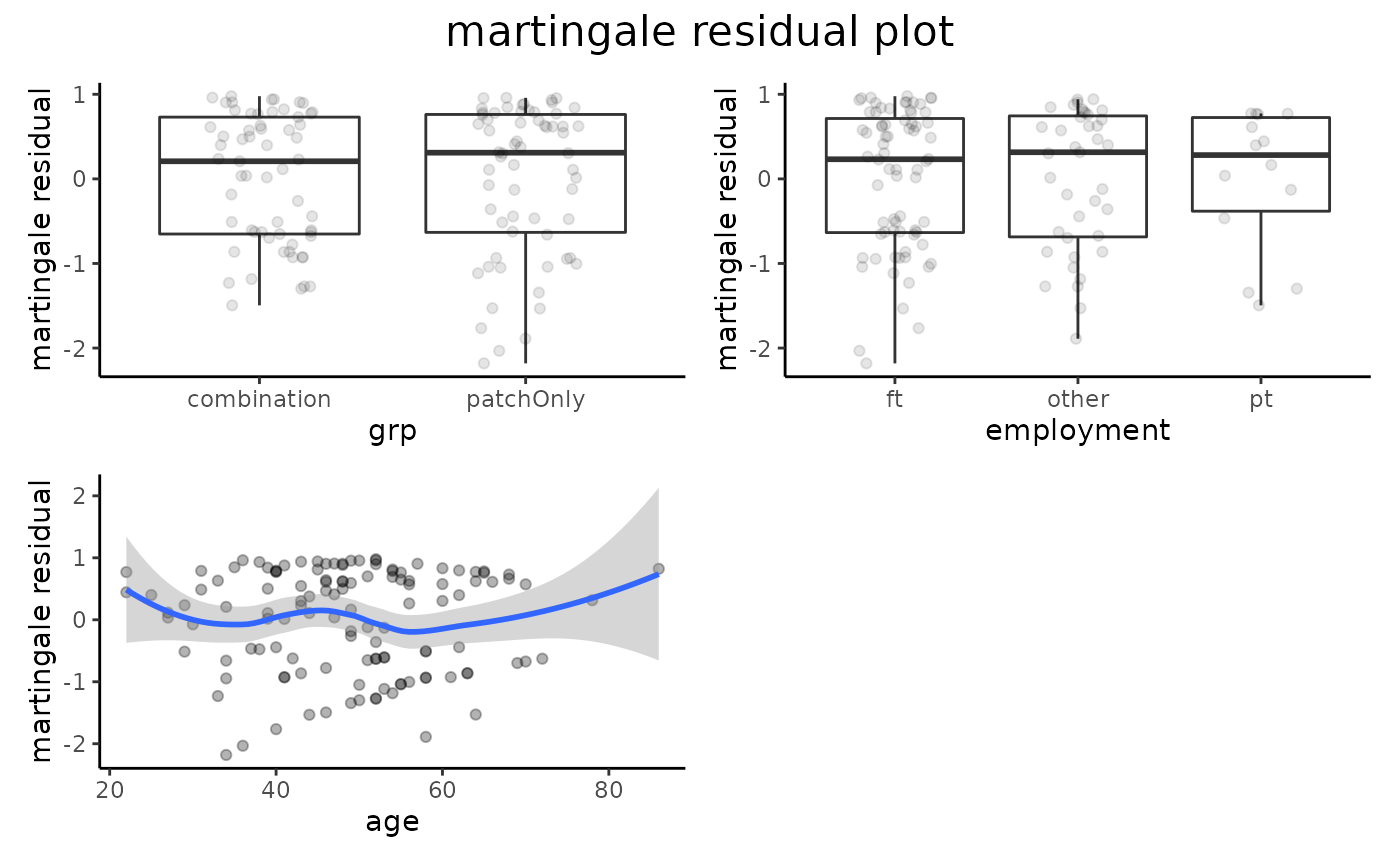 martingale residual plot
martingale residual
1
0
-1
-2
combination patchOnly
grp
martingale residual
1
0
-1
-2
ft other pt
employment
martingale residual
2
1
0
-1
-2
20 40 60 80
age